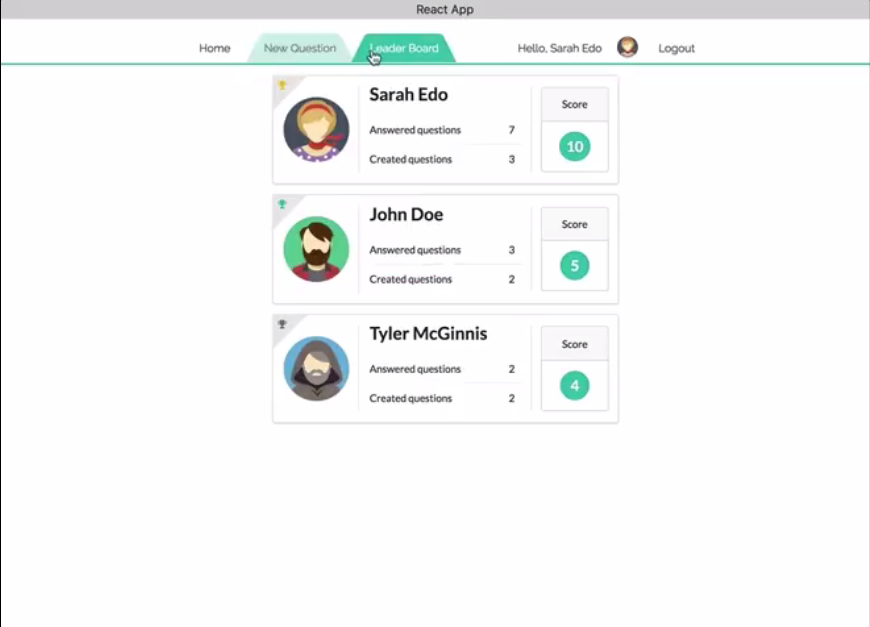 React App
Home New Question Leader Board Hello, Sarah Edo Logout
Sarah Edo
Answered questions 7
Created questions 3
Score
10
John Doe
Answered questions 3
Created questions 2
Score
5
Tyler McGinnis
Answered questions 2
Created questions 2
Score
4